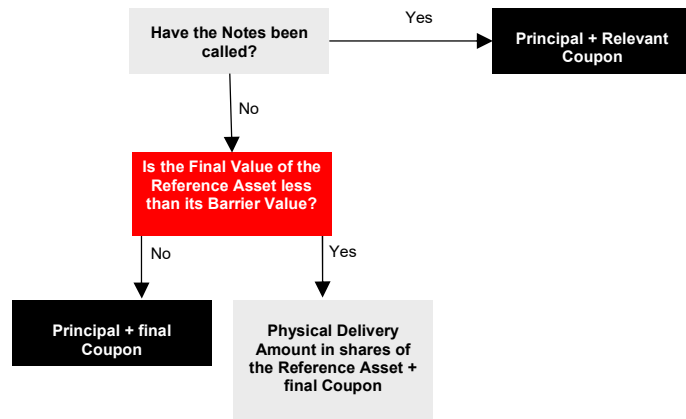 Have the Notes been
called?
Yes
Principal + Relevant
Coupon
No
Is the Final Value of the
Reference Asset less
than its Barrier Value?
No
Yes
Principal + final
Coupon
Physical Delivery
Amount in shares of
the Reference Asset +
final Coupon